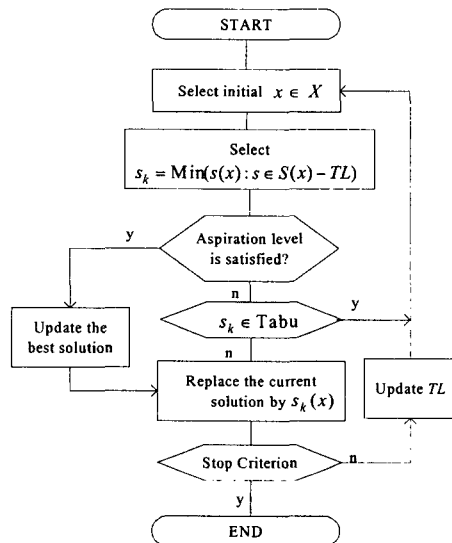 START
Select initial x ∈ X
Select
s_k = Min(s(x) : s ∈ S(x) − TL)
y
Aspiration level
is satisfied?
n
Update the
best solution
s_k ∈ Tabu
y
n
Replace the current
solution by s_k(x)
Update TL
Stop Criterion
n
y
END